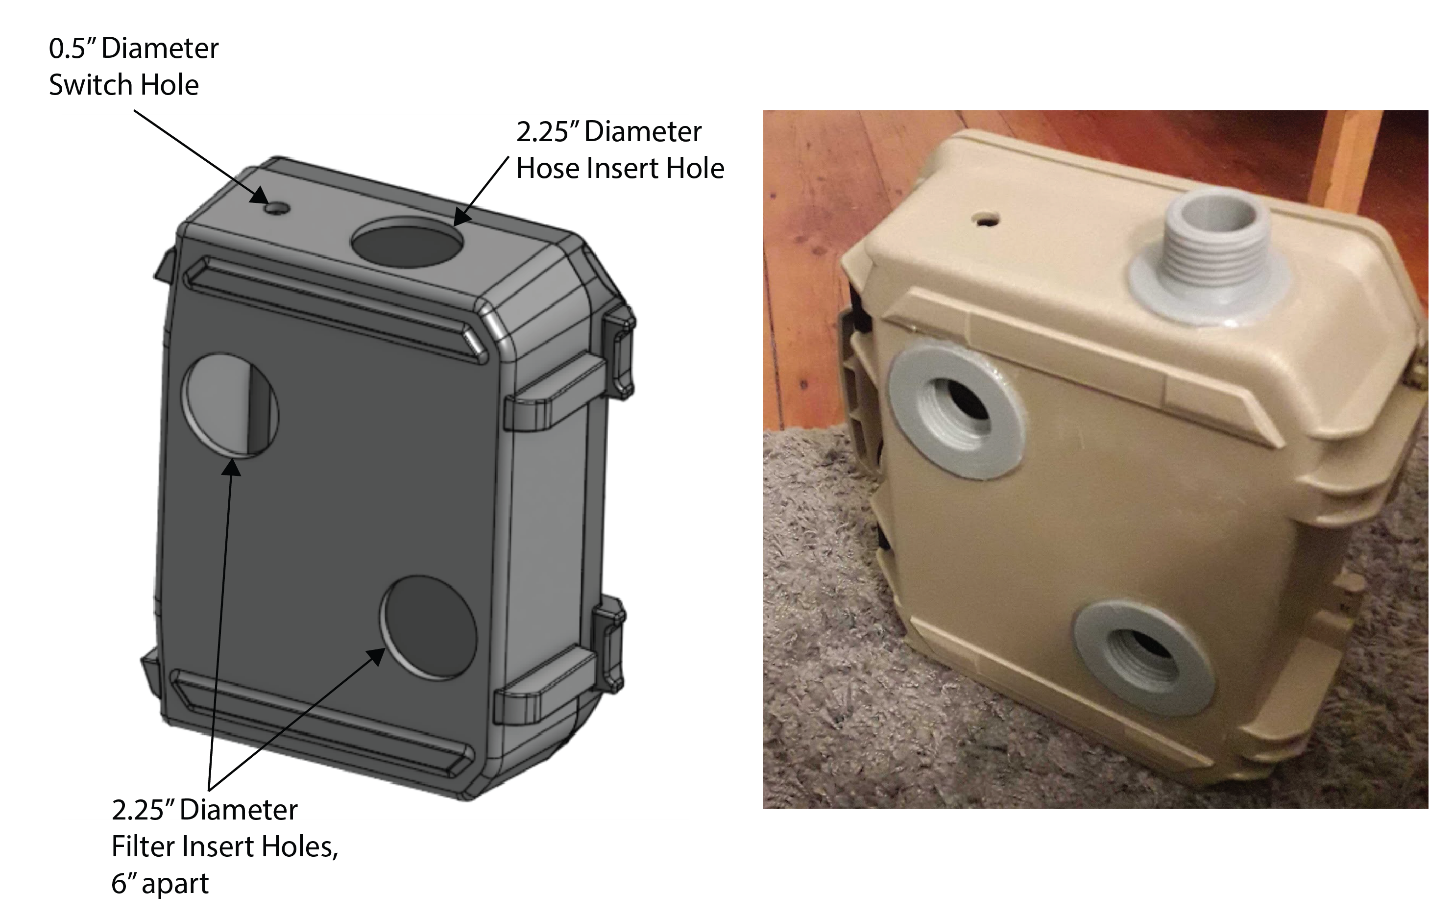 0.5” Diameter
Switch Hole
2.25” Diameter
Hose Insert Hole
2.25” Diameter
Filter Insert Holes,
6” apart